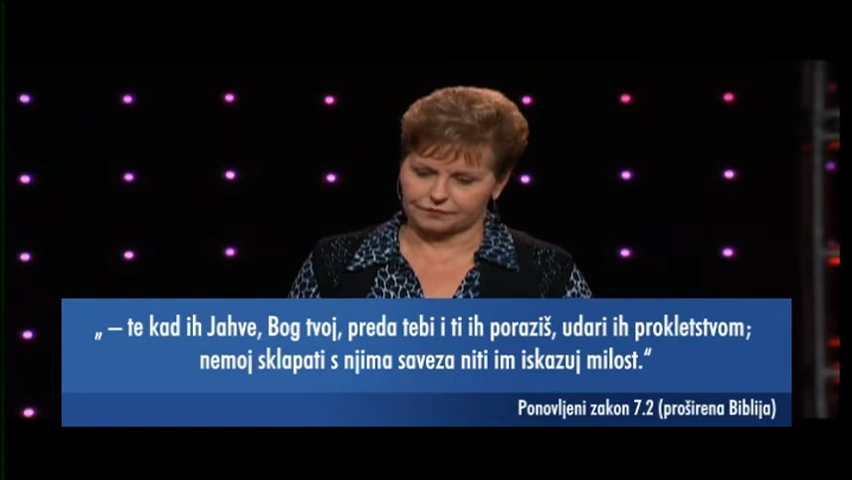 „ – te kad ih Jahve, Bog tvoj, preda tebi i ti ih poraziš, udari ih prokletstvom;
nemoj sklapati s njima saveza niti im iskazuj milost.“
Ponovljeni zakon 7.2 (proširena Biblija)